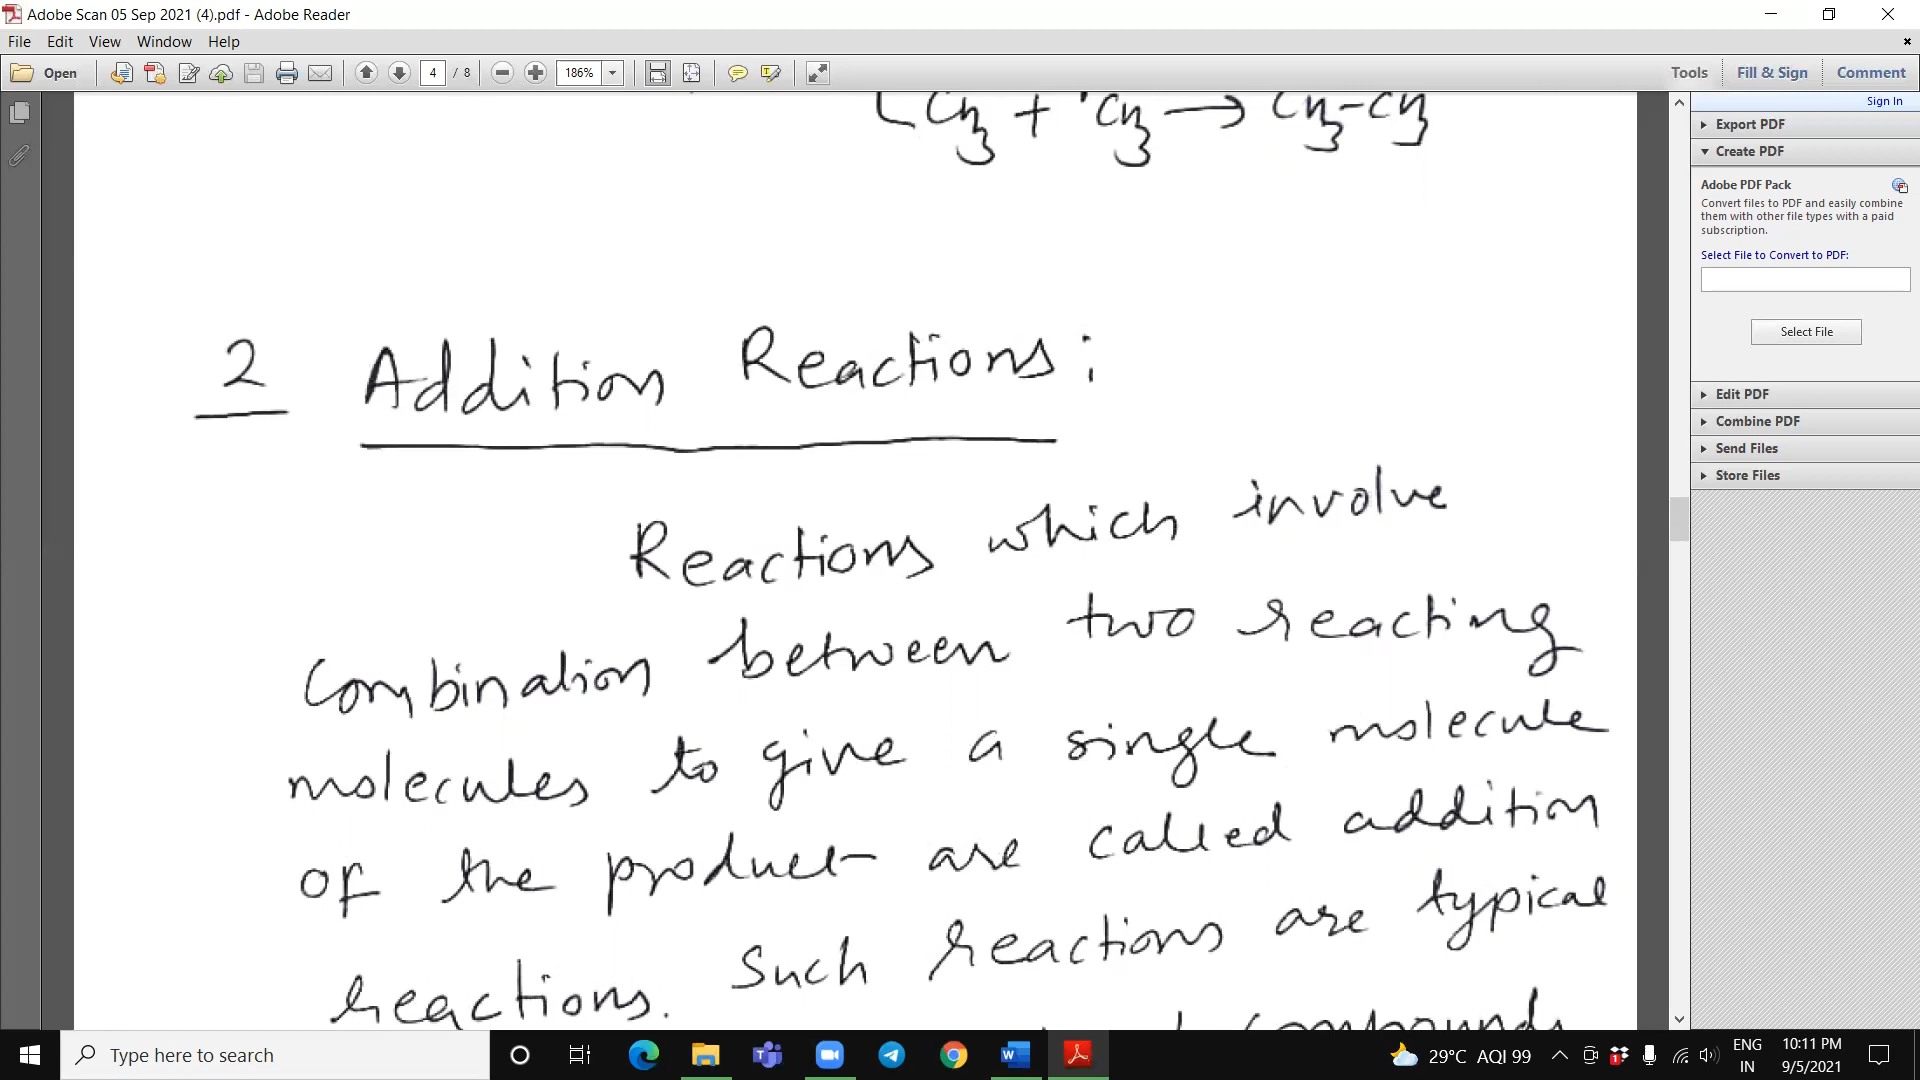 Adobe Scan 05 Sep 2021 (4).pdf - Adobe Reader
File Edit View Window Help
Open 4 / 8 186% Tools Fill & Sign Comment
Sign In
CH3 + ·CH3 → CH3-CH3
Export PDF
Create PDF
Adobe PDF Pack
Convert files to PDF and easily combine
them with other file types with a paid
subscription.
Select File to Convert to PDF:
Select File
Edit PDF
Combine PDF
Send Files
Store Files
2 Addition Reactions:
Reactions which involve
Combination between two reacting
molecules to give a single molecule
of the product are called addition
reactions. Such reactions are typical
compounds
Type here to search
29°C AQI 99
ENG
IN
10:11 PM
9/5/2021